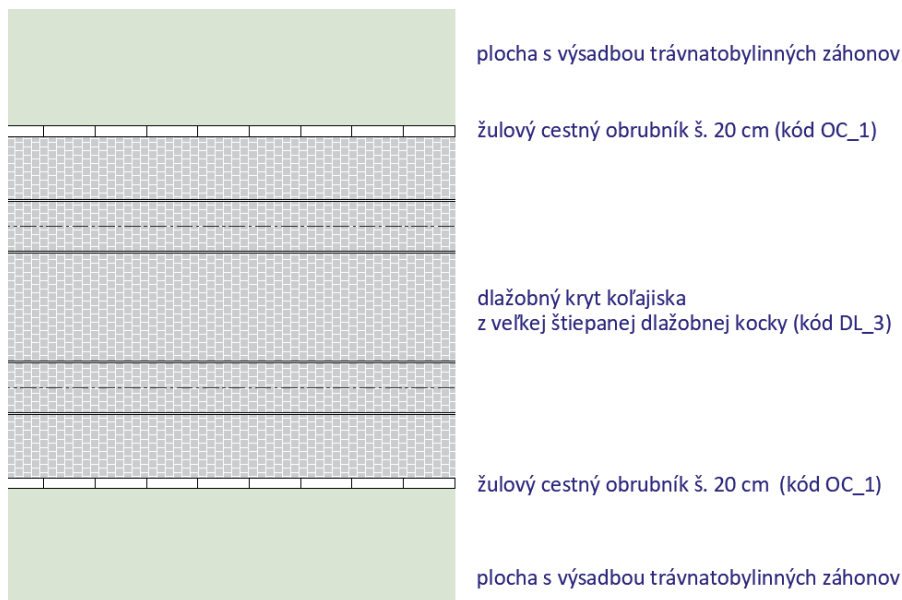 plocha s výsadbou trávnatobylinných záhonov
žulový cestný obrubník š. 20 cm (kód OC_1)
dlažobný kryt koľajiska
z veľkej štiepanej dlažobnej kocky (kód DL_3)
žulový cestný obrubník š. 20 cm (kód OC_1)
plocha s výsadbou trávnatobylinných záhonov